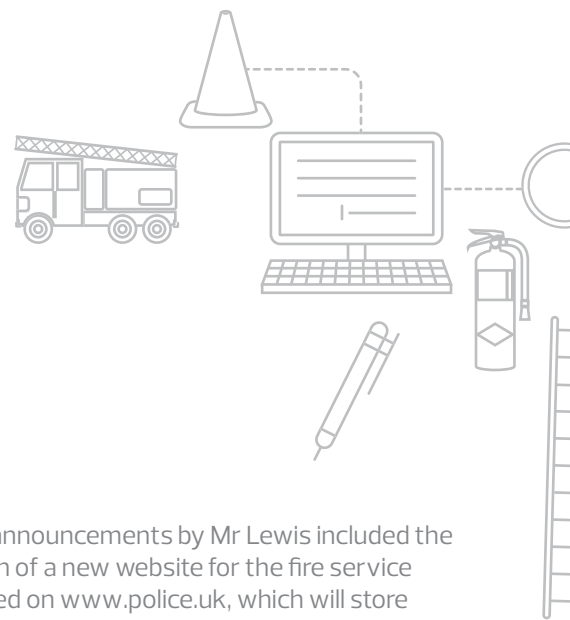 announcements by Mr Lewis included the
of a new website for the fire service
on www.police.uk, which will store